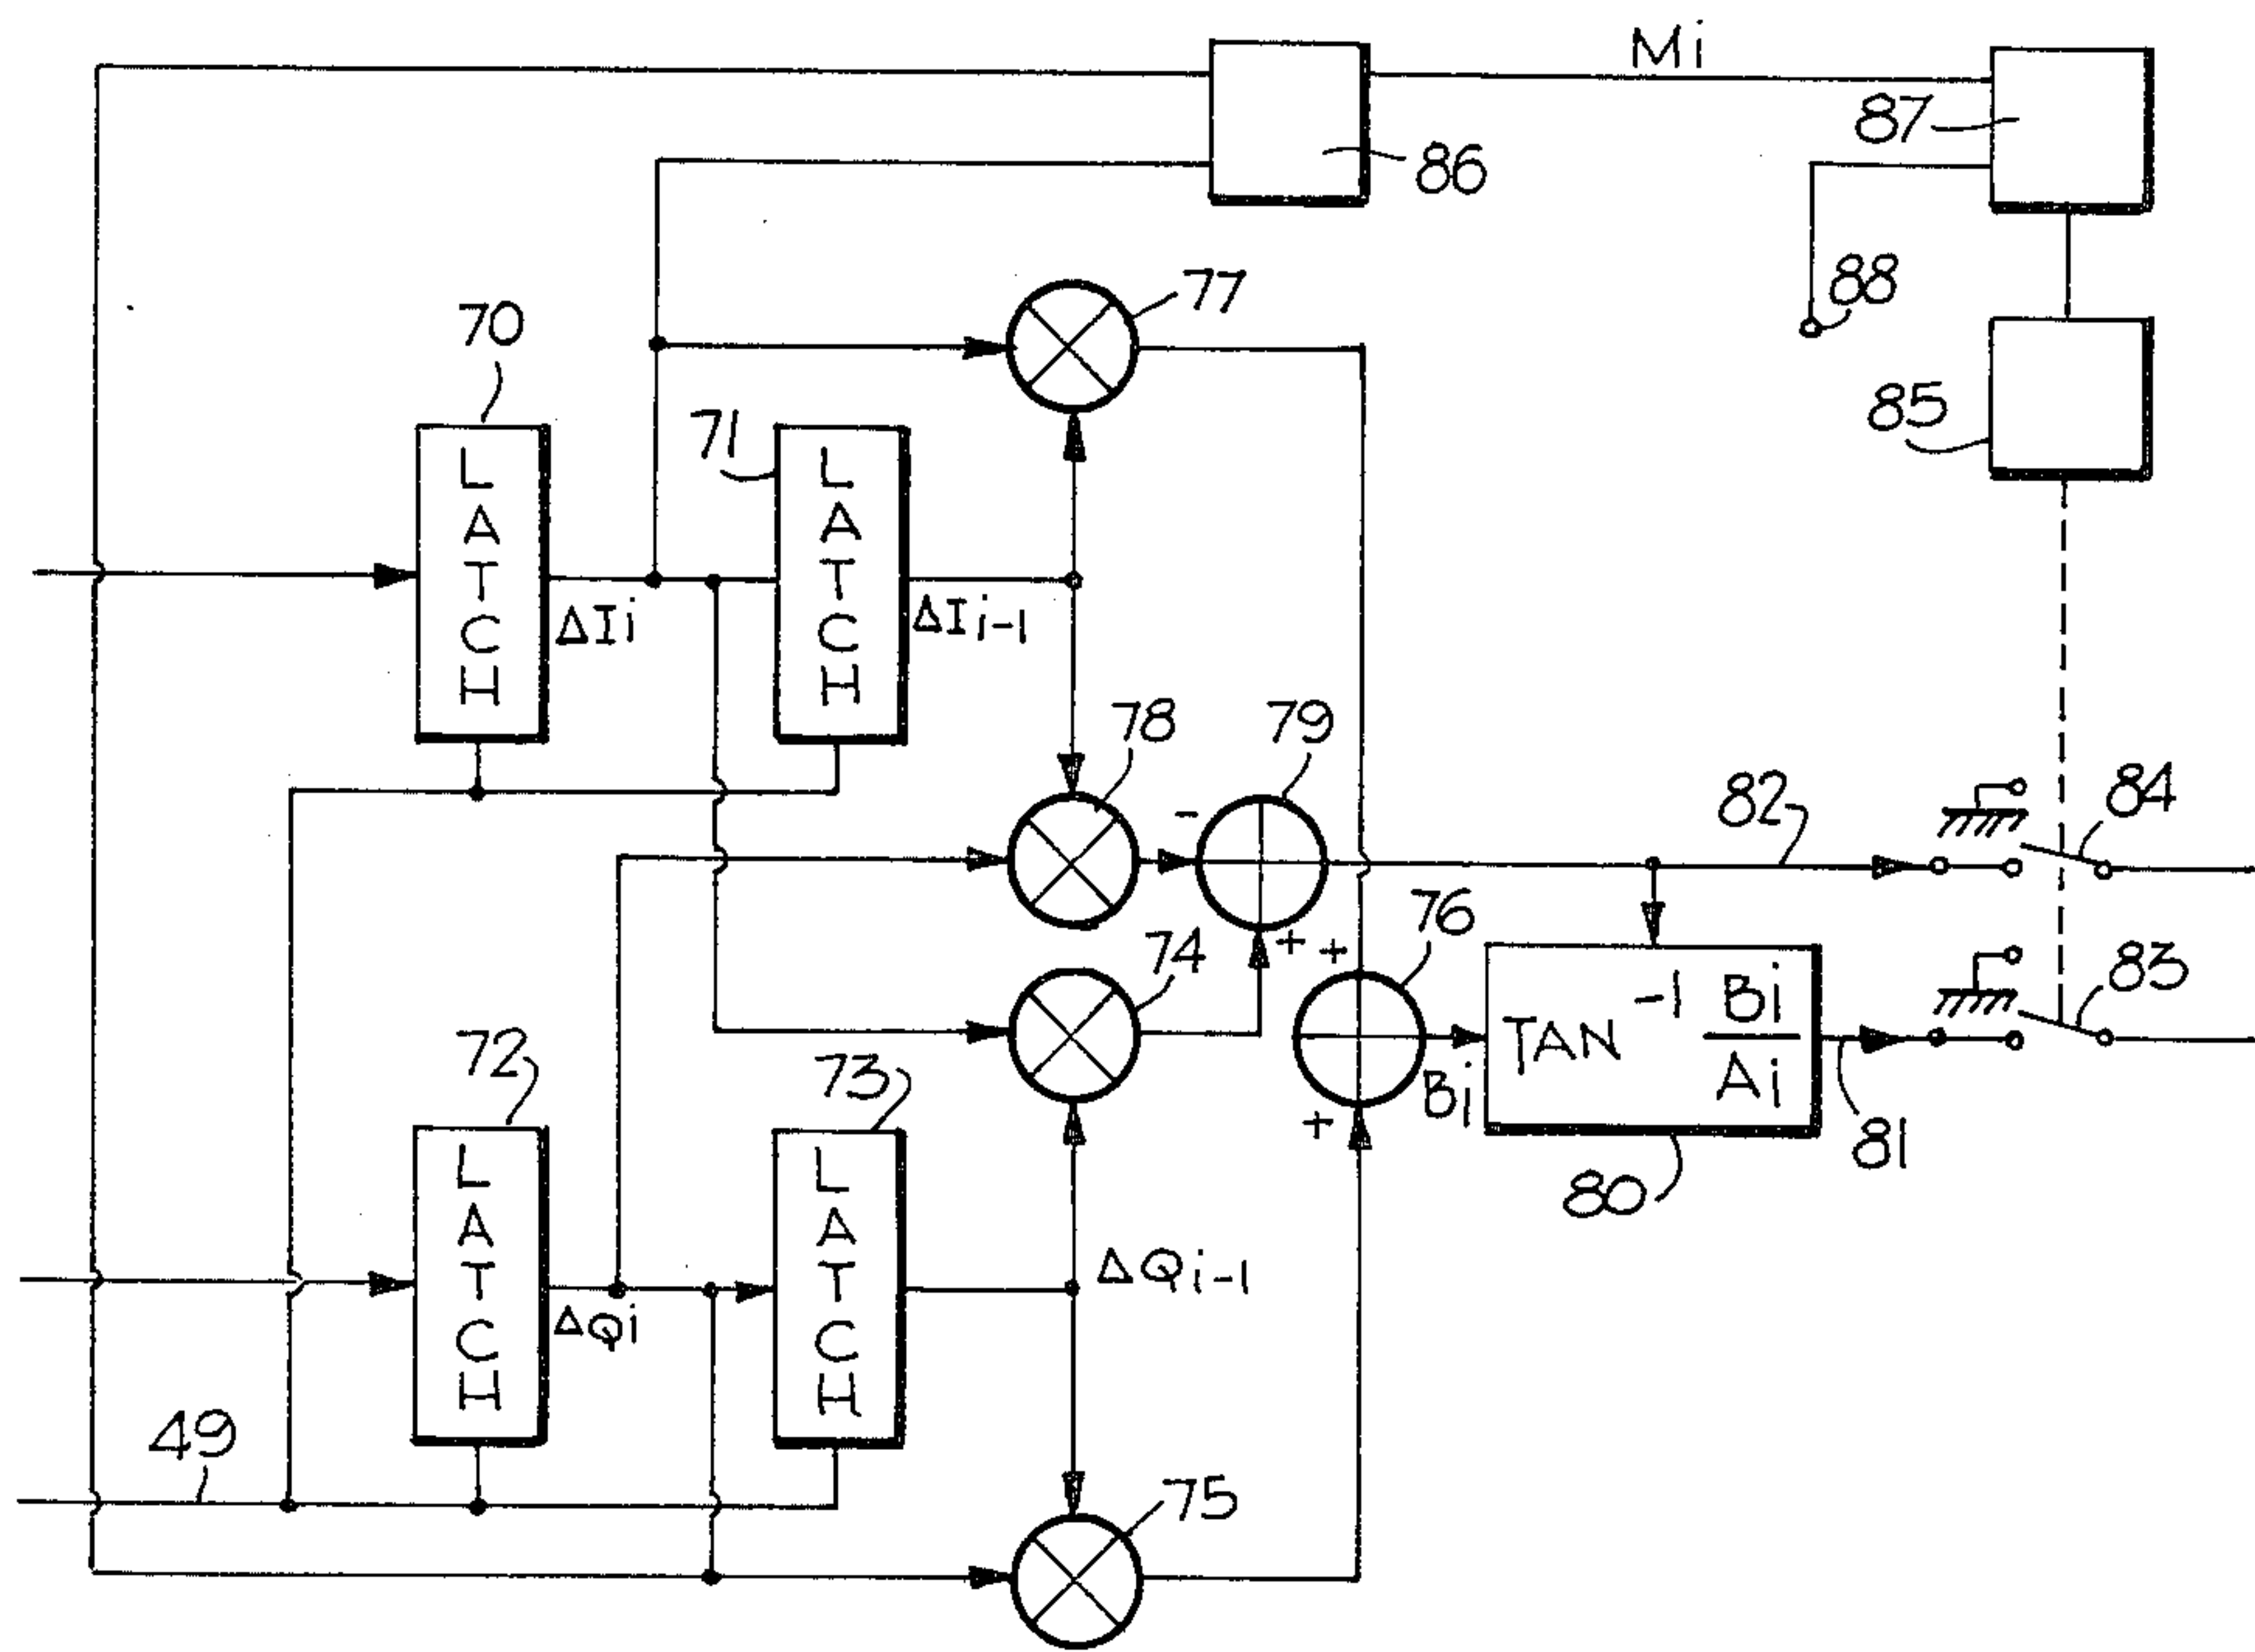 Mi
87
86
88
77
70
85
71
LATCH
LATCH
ΔIi
ΔIi-1
78
79
84
82
-
76
74
+
+
83
TAN -1 Bi
Ai
72
73
Bi
+
81
80
LATCH
LATCH
ΔQi-1
ΔQi
49
75